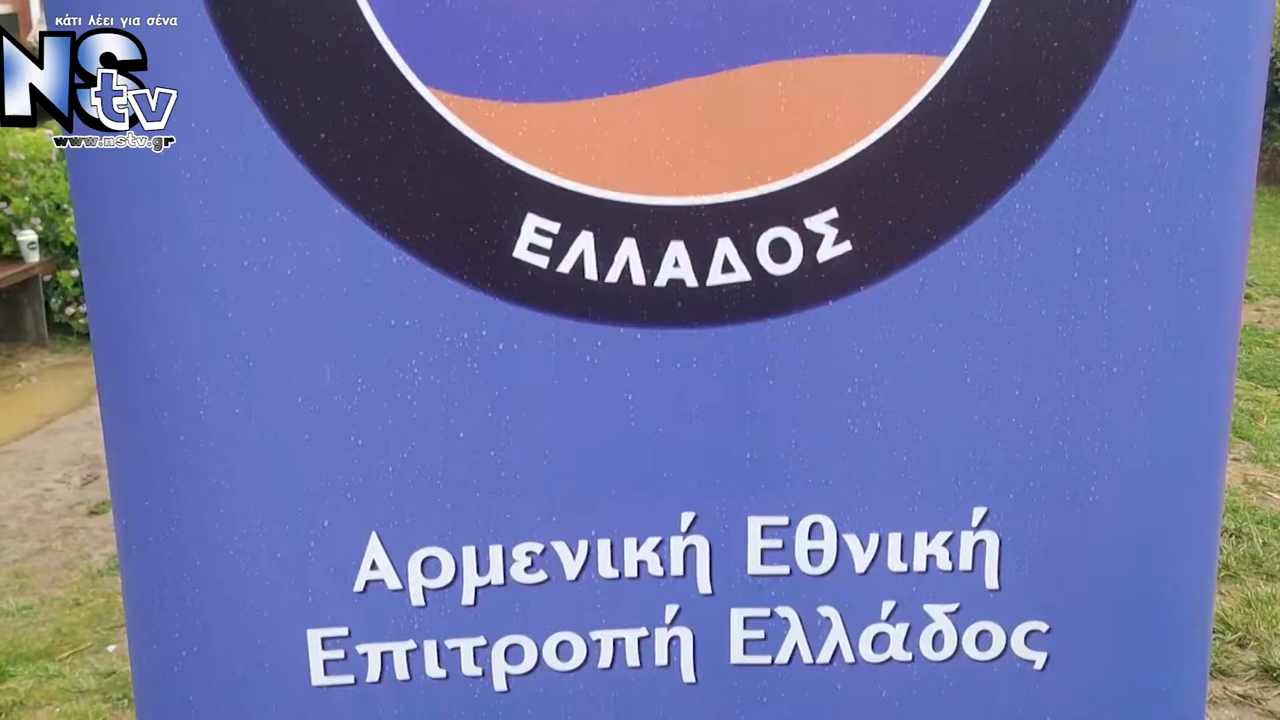 κάτι λέει για σένα
NS
tv
www.nstv.gr
ΕΛΛΑΔΟΣ
Αρμενική Εθνική
Επιτροπή Ελλάδος